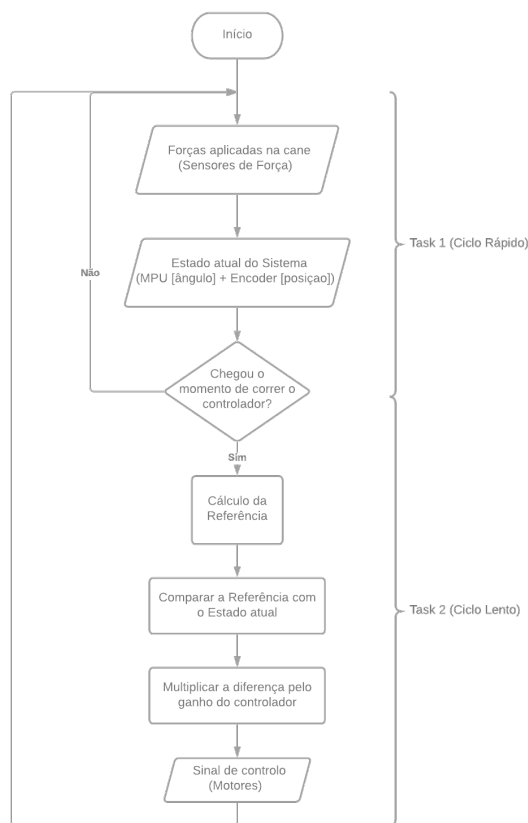 Início
Forças aplicadas na cane
(Sensores de Força)
Task 1 (Ciclo Rápido)
Estado atual do Sistema
(MPU [ângulo] + Encoder [posiçao])
Não
Chegou o
momento de correr o
controlador?
Sim
Cálculo da
Referência
Comparar a Referência com
o Estado atual
Task 2 (Ciclo Lento)
Multiplicar a diferença pelo
ganho do controlador
Sinal de controlo
(Motores)